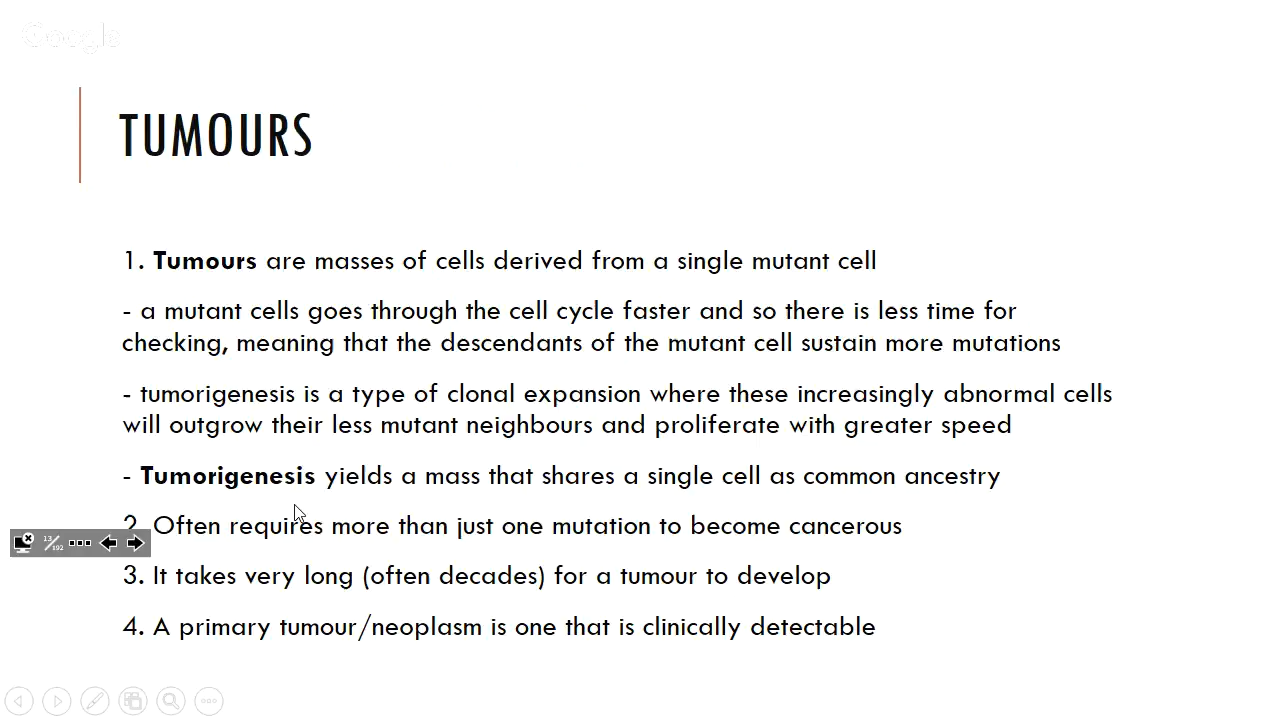 Google
TUMOURS
1. Tumours are masses of cells derived from a single mutant cell
- a mutant cells goes through the cell cycle faster and so there is less time for
checking, meaning that the descendants of the mutant cell sustain more mutations
- tumorigenesis is a type of clonal expansion where these increasingly abnormal cells
will outgrow their less mutant neighbours and proliferate with greater speed
- Tumorigenesis yields a mass that shares a single cell as common ancestry
2. Often requires more than just one mutation to become cancerous
13/192
3. It takes very long (often decades) for a tumour to develop
4. A primary tumour/neoplasm is one that is clinically detectable